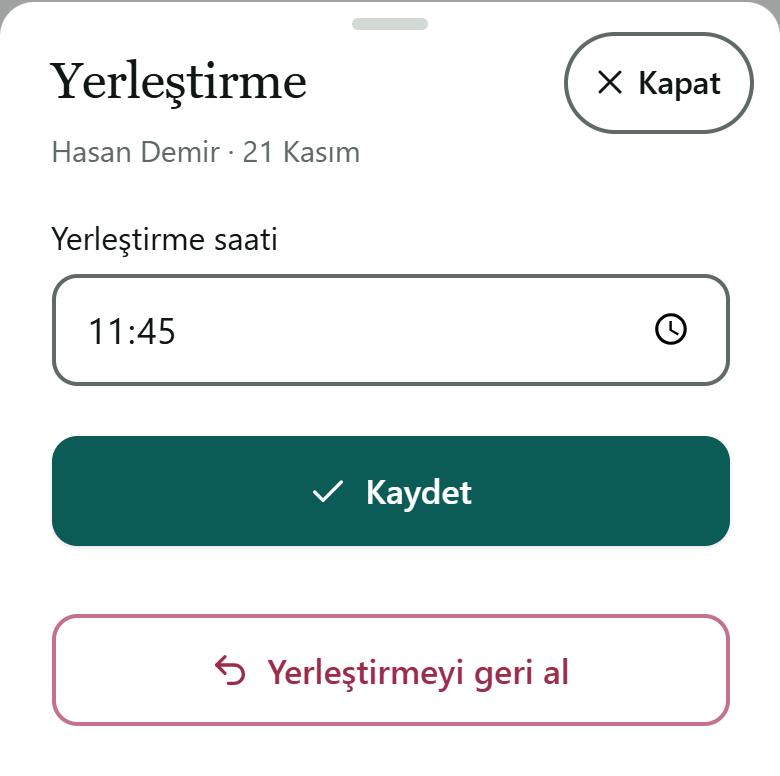 Yerleştirme
Kapat
Hasan Demir · 21 Kasım
Yerleştirme saati
11:45
Kaydet
Yerleştirmeyi geri al